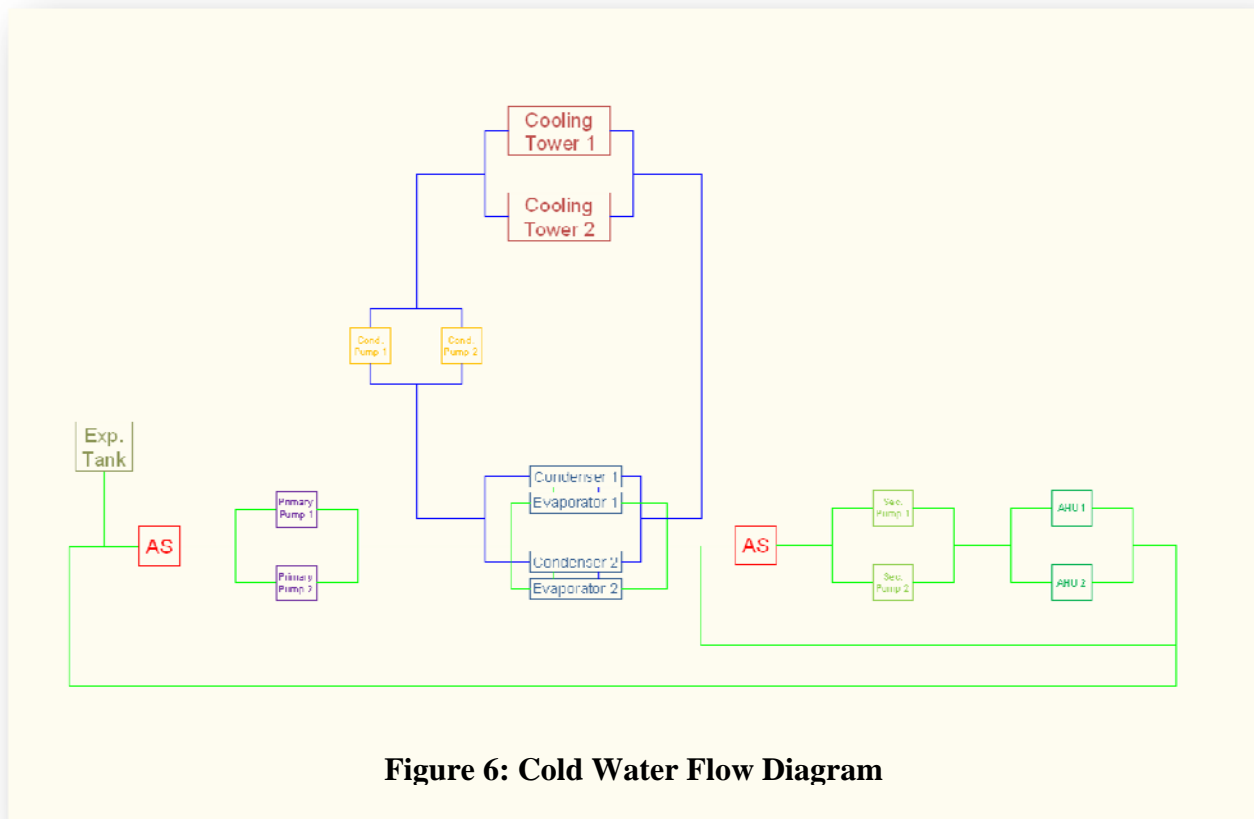 Cooling
Tower 1
Cooling
Tower 2
Cond.
Pump 1
Cond.
Pump 2
Exp.
Tank
Condenser 1
Evaporator 1
Primary
Pump 1
Sec.
Pump 1
AHU 1
AS
AS
Condenser 2
Evaporator 2
Primary
Pump 2
Sec.
Pump 2
AHU 2
Figure 6: Cold Water Flow Diagram